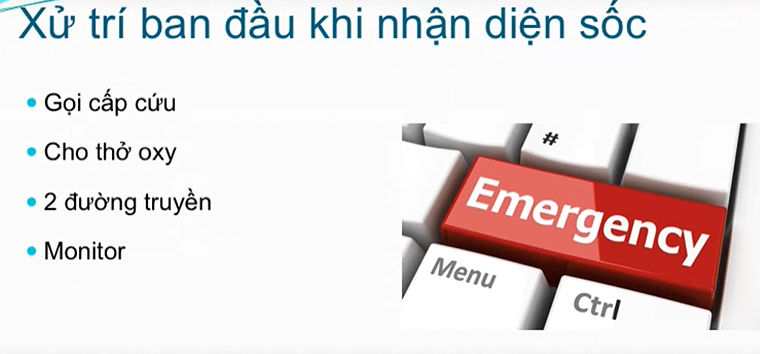 Xử trí ban đầu khi nhận diện sốc
• Gọi cấp cứu
• Cho thở oxy
• 2 đường truyền
• Monitor
#
Emergency
Menu
Ctrl